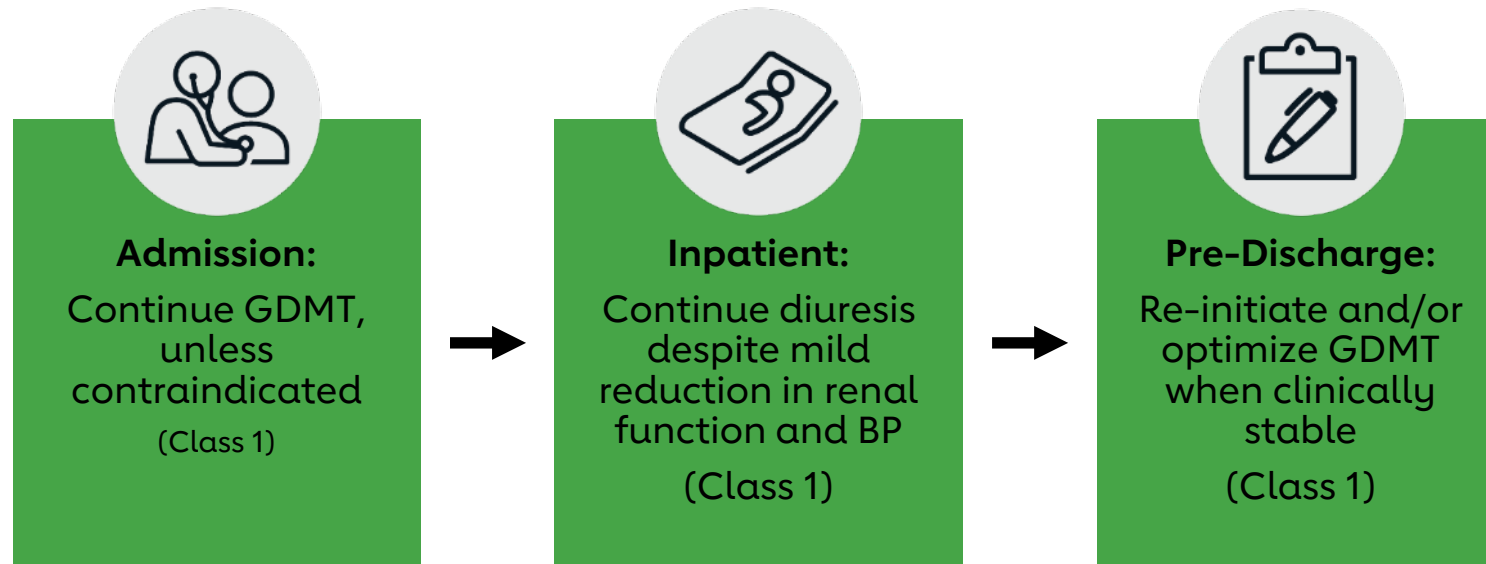 Admission:
Continue GDMT,
unless
contraindicated
(Class 1)
Inpatient:
Continue diuresis
despite mild
reduction in renal
function and BP
(Class 1)
Pre-Discharge:
Re-initiate and/or
optimize GDMT
when clinically
stable
(Class 1)